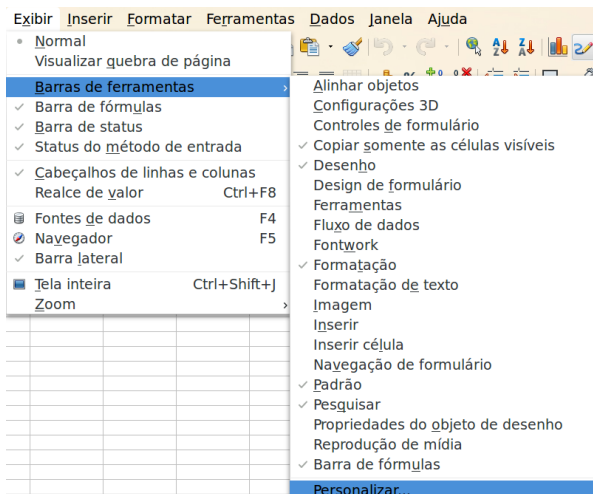 Exibir Inserir Formatar Ferramentas Dados Janela Ajuda
Normal
Visualizar quebra de página
Barras de ferramentas
Barra de fórmulas
Barra de status
Status do método de entrada
Cabeçalhos de linhas e colunas
Realce de valor Ctrl+F8
Fontes de dados F4
Navegador F5
Barra lateral
Tela inteira Ctrl+Shift+J
Zoom
Alinhar objetos
Configurações 3D
Controles de formulário
Copiar somente as células visíveis
Desenho
Design de formulário
Ferramentas
Fluxo de dados
Fontwork
Formatação
Formatação de texto
Imagem
Inserir
Inserir célula
Navegação de formulário
Padrão
Pesquisar
Propriedades do objeto de desenho
Reprodução de mídia
Barra de fórmulas
Personalizar...